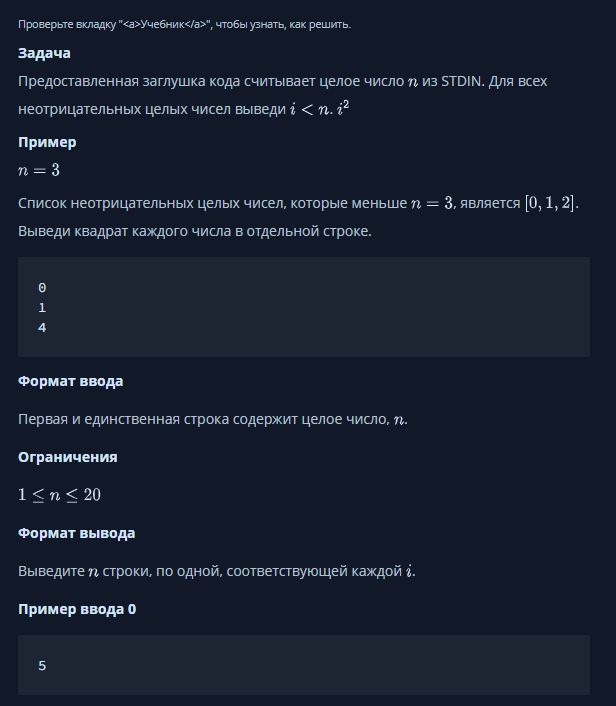 Проверьте вкладку "<a>Учебник</a>", чтобы узнать, как решить.
Задача
Предоставленная заглушка кода считывает целое число n из STDIN. Для всех
неотрицательных целых чисел выведи i < n. i²
Пример
n = 3
Список неотрицательных целых чисел, которые меньше n = 3, является [0, 1, 2].
Выведи квадрат каждого числа в отдельной строке.
0
1
4
Формат ввода
Первая и единственная строка содержит целое число, n.
Ограничения
1 ≤ n ≤ 20
Формат вывода
Выведите n строки, по одной, соответствующей каждой i.
Пример ввода 0
5